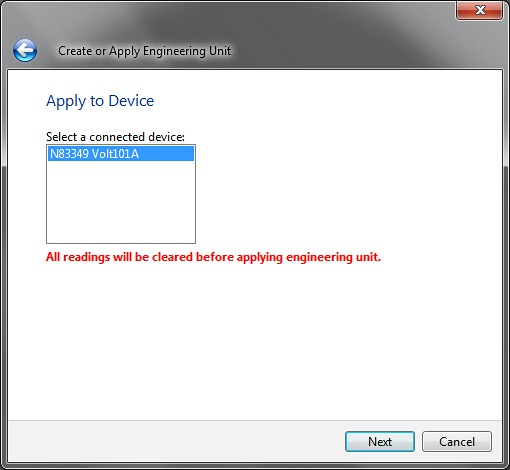 Create or Apply Engineering Unit
Apply to Device
Select a connected device:
N83349 Volt101A
All readings will be cleared before applying engineering unit.
Next
Cancel